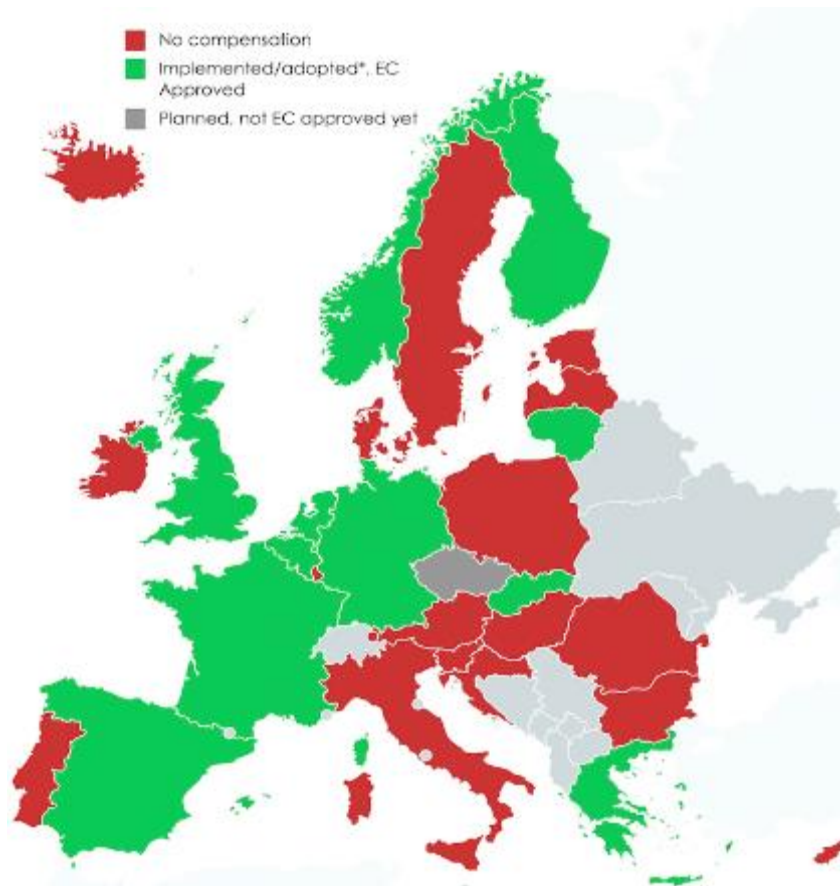 No compensation
Implemented/adopted*, EC
Approved
Planned, not EC approved yet